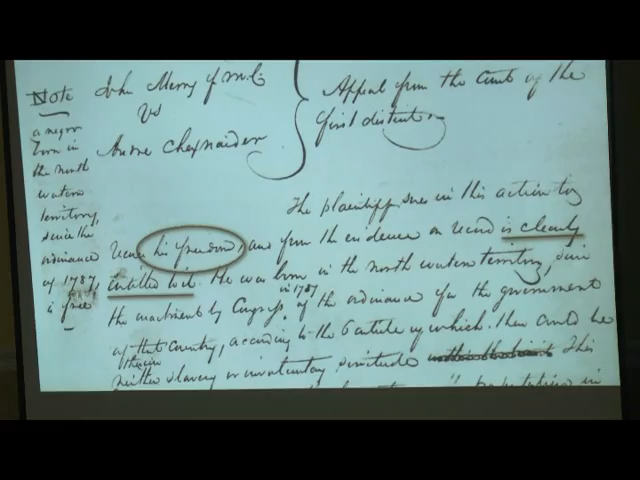 Note
a negro
born in
the north
western
territory,
since the
ordinance
of 1787,
is free
John Merry f.m.c.
vs
Andre Chexnaider
Appeal from the Court of the
first district.
The plaintiff sues in this action to
recover his freedom, and from the evidence on record is clearly
entitled to it. He was born in the north western territory, since
the enactment by Congress in 1787 of the ordinance for the government
of that country, according to the 6 article of which. there could be
therein
neither slavery or involuntary servitude This